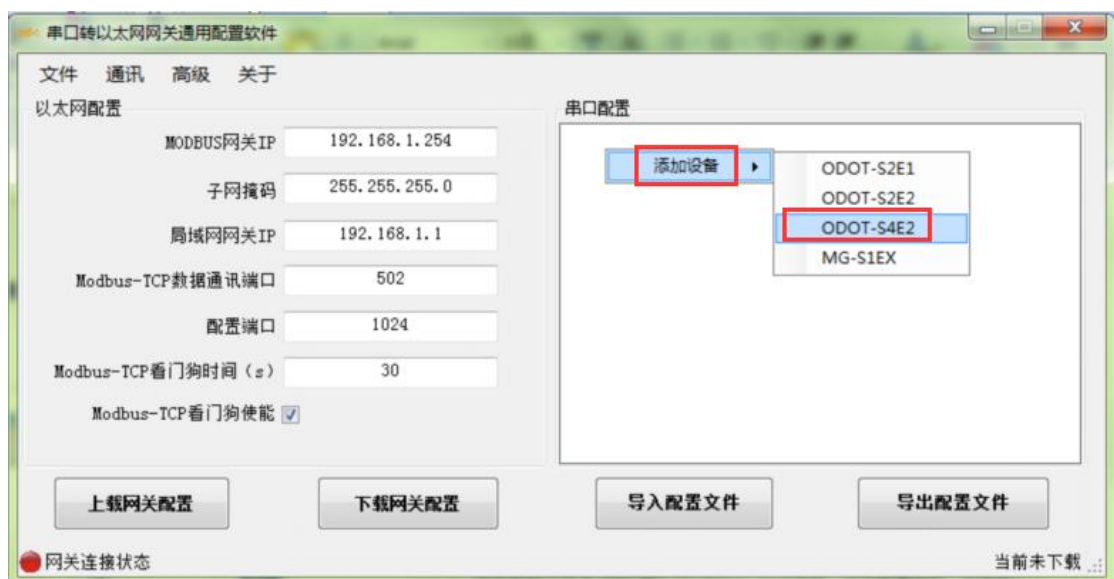 串口转以太网网关通用配置软件
文件 通讯 高级 关于
以太网配置
MODBUS网关IP 192.168.1.254
子网掩码 255.255.255.0
局域网网关IP 192.168.1.1
Modbus-TCP数据通讯端口 502
配置端口 1024
Modbus-TCP看门狗时间（s） 30
Modbus-TCP看门狗使能
串口配置
添加设备
ODOT-S2E1
ODOT-S2E2
ODOT-S4E2
MG-S1EX
上载网关配置 下载网关配置 导入配置文件 导出配置文件
网关连接状态 当前未下载